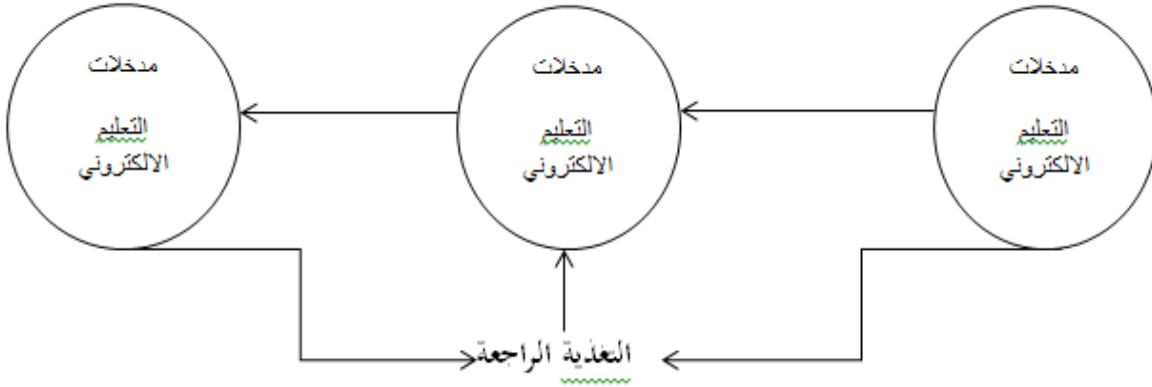 مدخلات
التعليم
الالكتروني
مدخلات
التعليم
الالكتروني
مدخلات
التعليم
الالكتروني
التغذية الراجعة